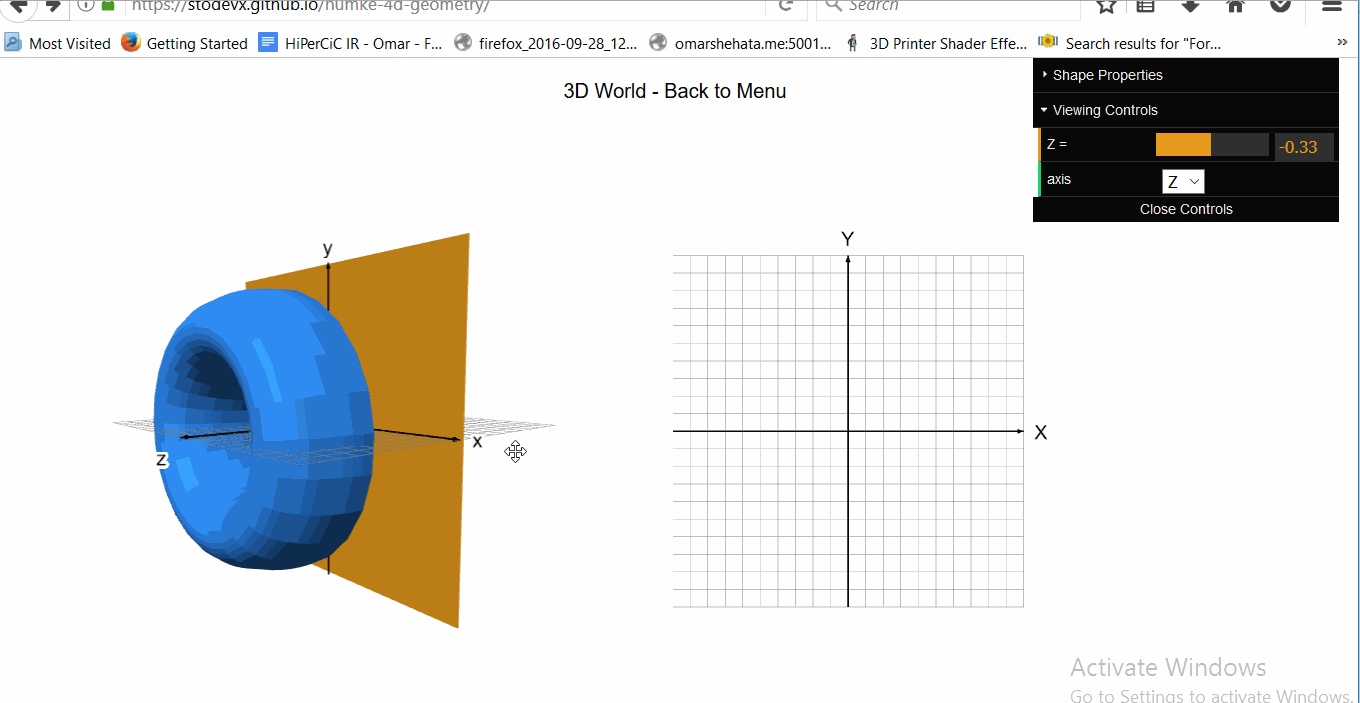 https://stodevx.github.io/humke-4d-geometry/
Search
Most Visited
Getting Started
HiPerCiC IR - Omar - F...
firefox_2016-09-28_12...
omarshehata.me:5001...
3D Printer Shader Effe...
Search results for "For...
3D World - Back to Menu
Shape Properties
Viewing Controls
Z =
-0.33
axis
Z
Close Controls
y
x
z
Y
X
Activate Windows
Go to Settings to activate Windows.